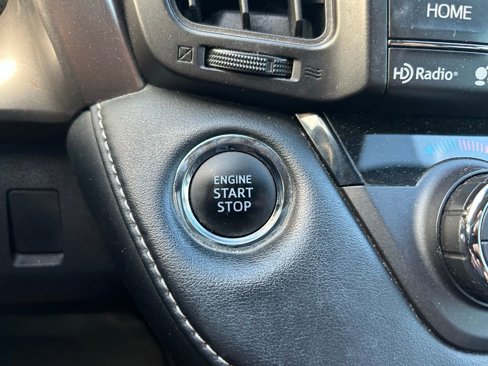 HOME
HD Radio®
ENGINE
START
STOP